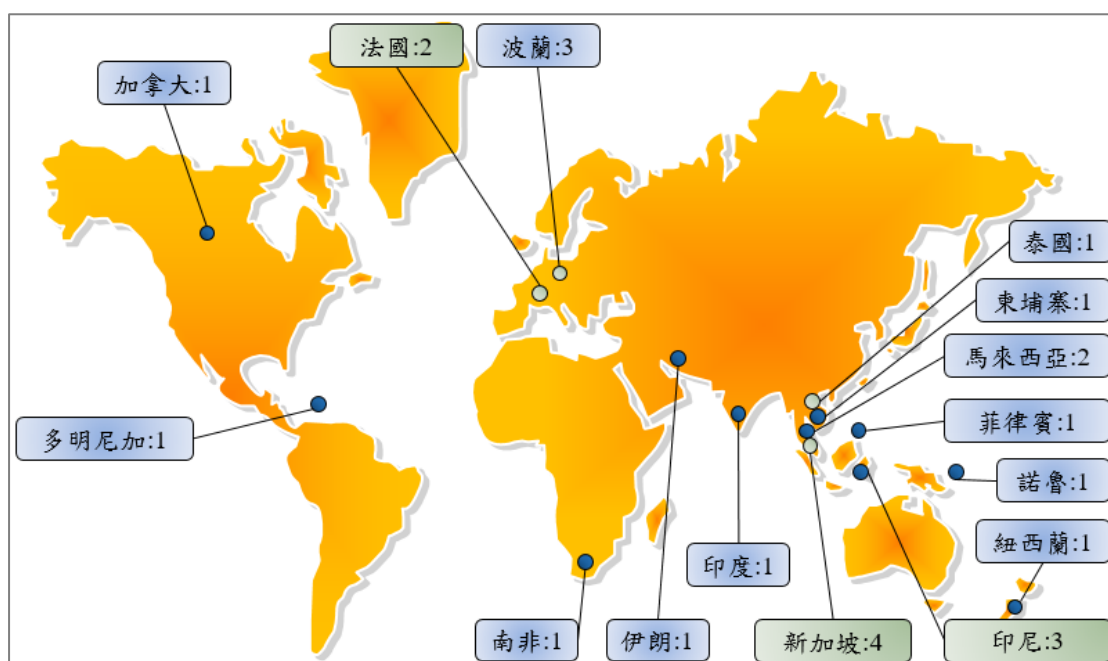 法國:2
波蘭:3
加拿大:1
泰國:1
柬埔寨:1
馬來西亞:2
多明尼加:1
菲律賓:1
諾魯:1
紐西蘭:1
印度:1
南非:1
伊朗:1
新加坡:4
印尼:3